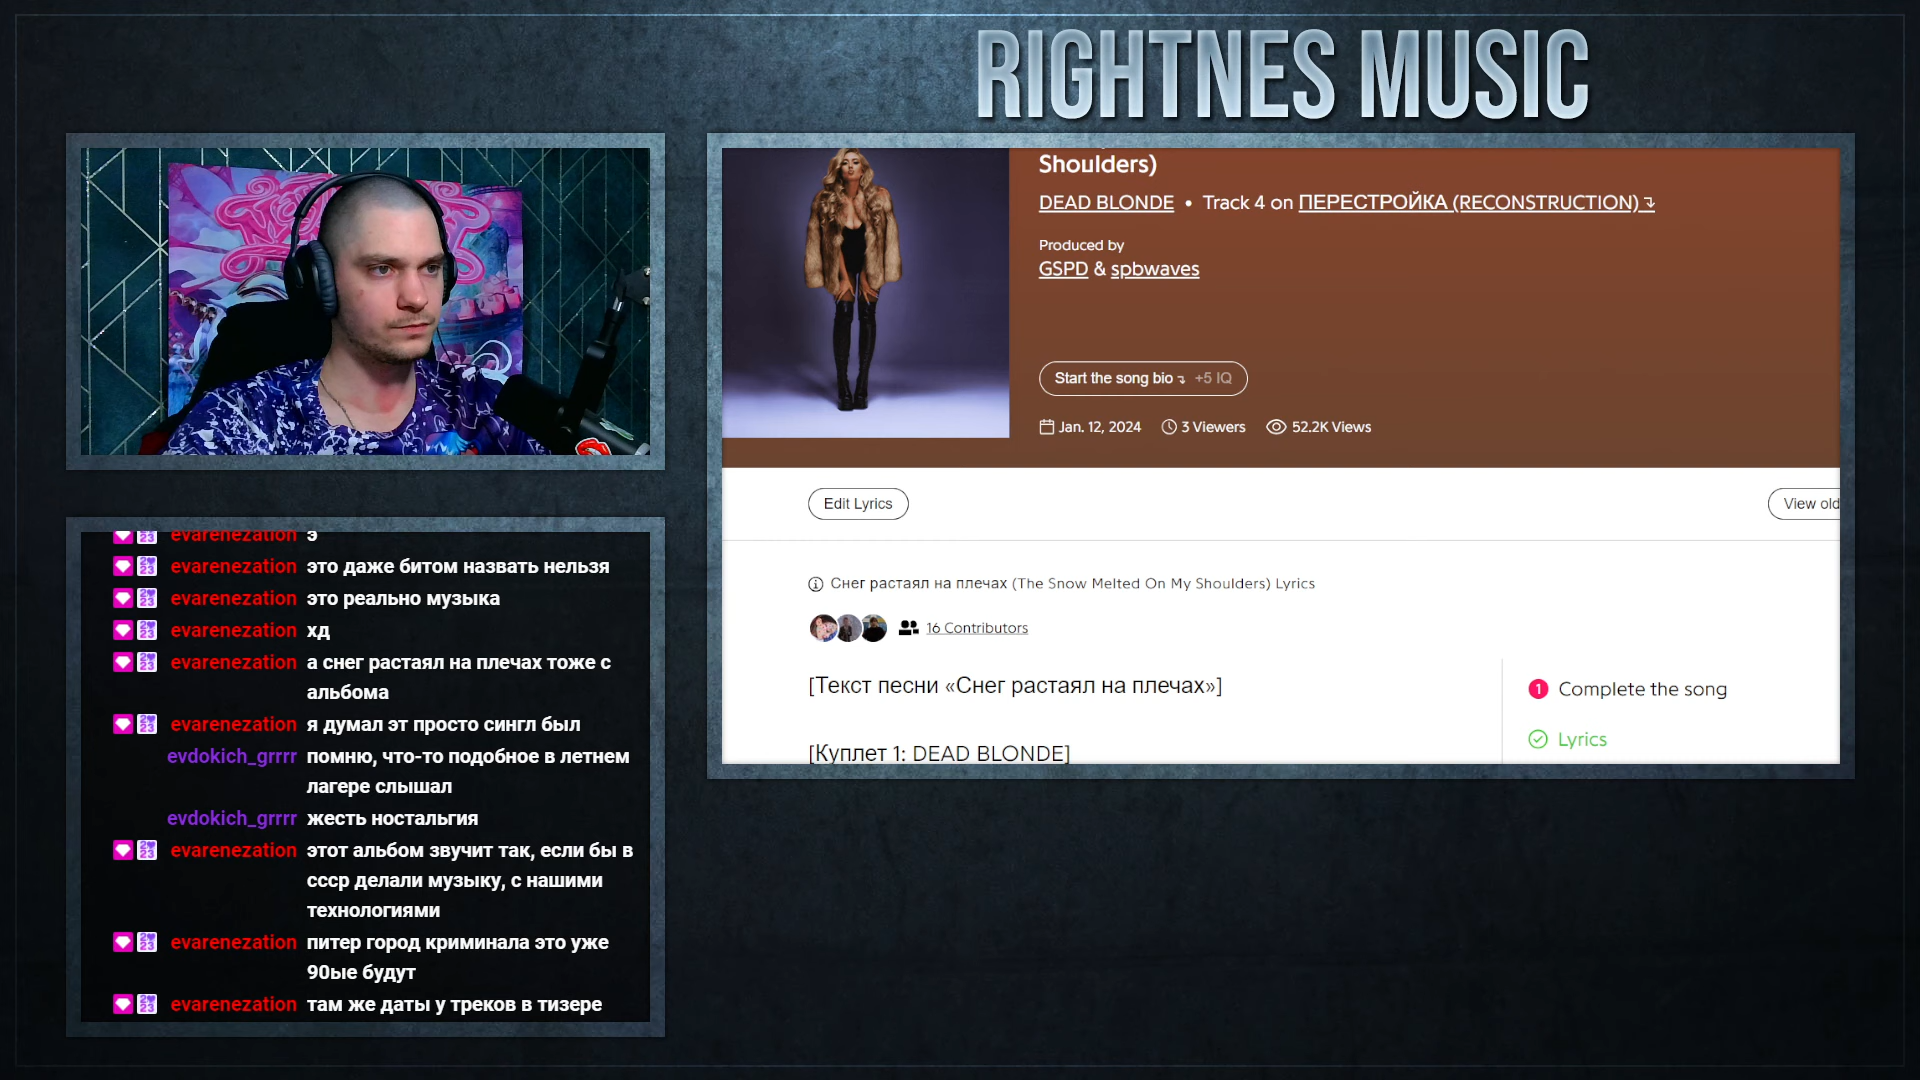 RIGHTNES MUSIC
Shoulders)
DEAD BLONDE • Track 4 on ПЕРЕСТРОЙКА (RECONSTRUCTION)
Produced by
GSPD & spbwaves
Start the song bio +5 IQ
Jan. 12, 2024 3 Viewers 52.2K Views
Edit Lyrics
View old
Снег растаял на плечах (The Snow Melted On My Shoulders) Lyrics
16 Contributors
[Текст песни «Снег растаял на плечах»]
[Куплет 1: DEAD BLONDE]
1 Complete the song
Lyrics
evarenezation э
evarenezation это даже битом назвать нельзя
evarenezation это реально музыка
evarenezation хд
evarenezation а снег растаял на плечах тоже с
альбома
evarenezation я думал эт просто сингл был
evdokich_grrrr помню, что-то подобное в летнем
лагере слышал
evdokich_grrrr жесть ностальгия
evarenezation этот альбом звучит так, если бы в
ссср делали музыку, с нашими
технологиями
evarenezation питер город криминала это уже
90ые будут
evarenezation там же даты у треков в тизере